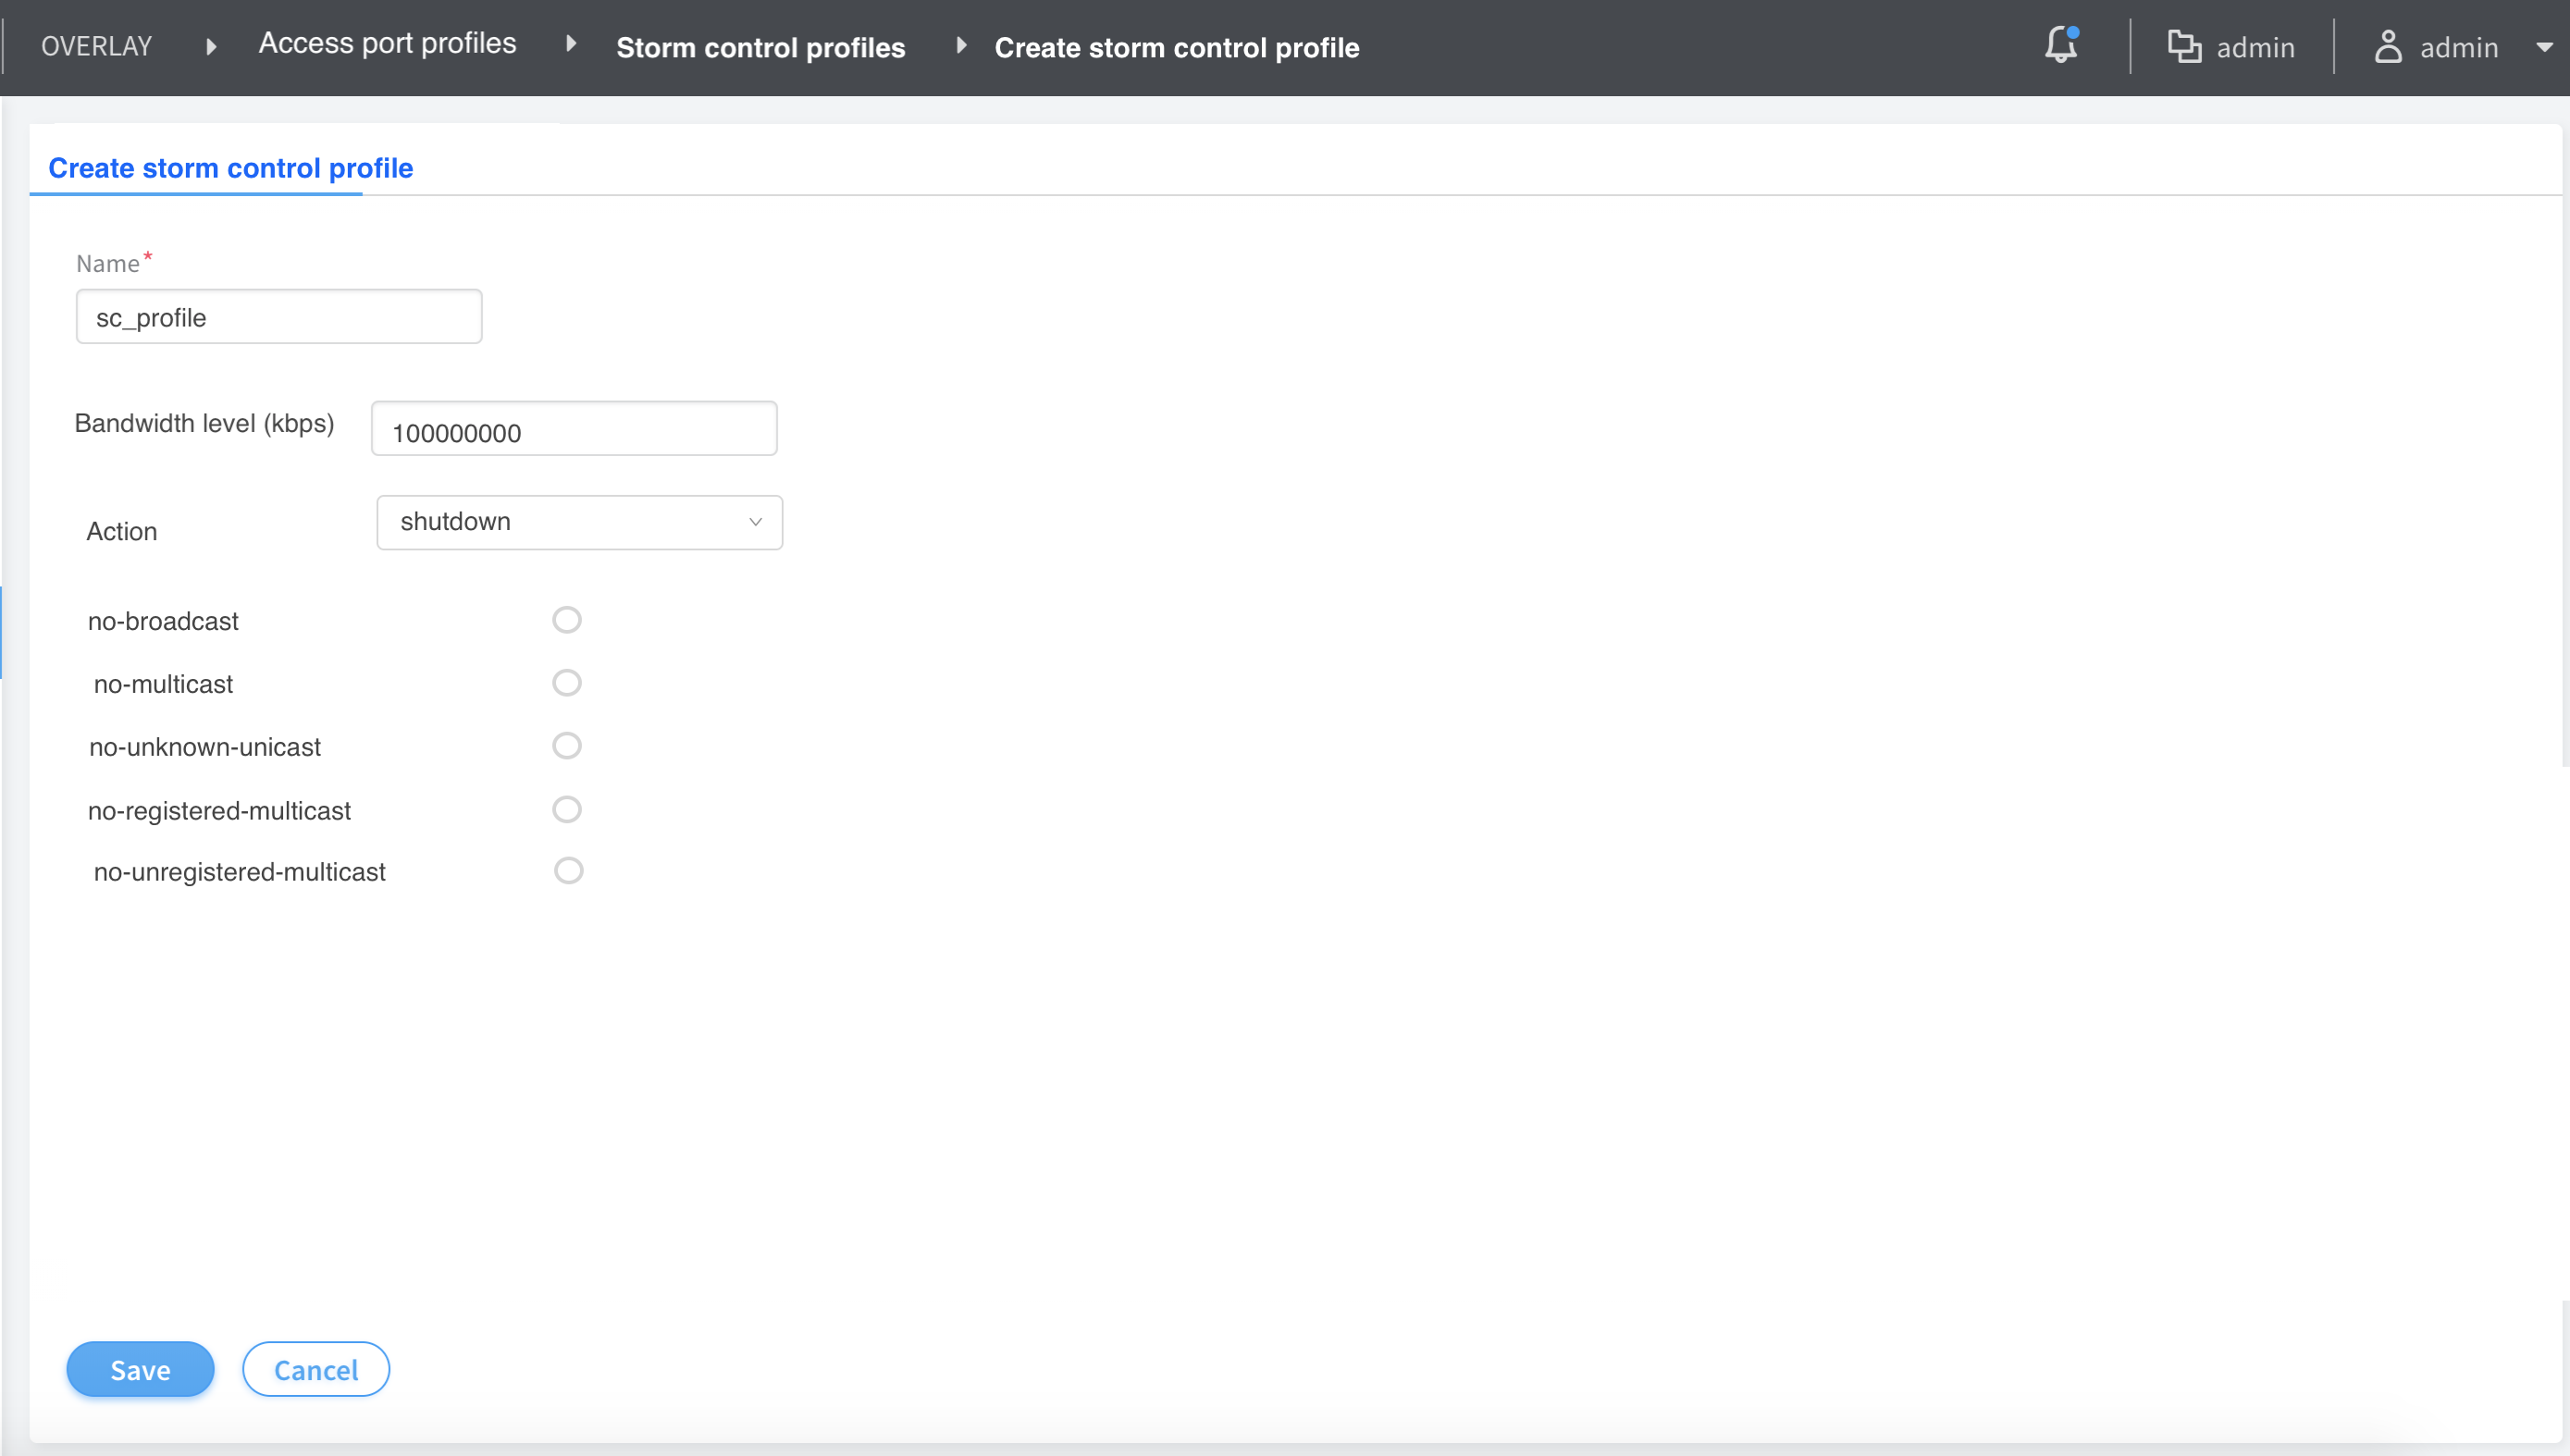 OVERLAY Access port profiles Storm control profiles Create storm control profile admin admin
Create storm control profile
Name*
sc_profile
Bandwidth level (kbps) 100000000
Action shutdown
no-broadcast
no-multicast
no-unknown-unicast
no-registered-multicast
no-unregistered-multicast
Save Cancel